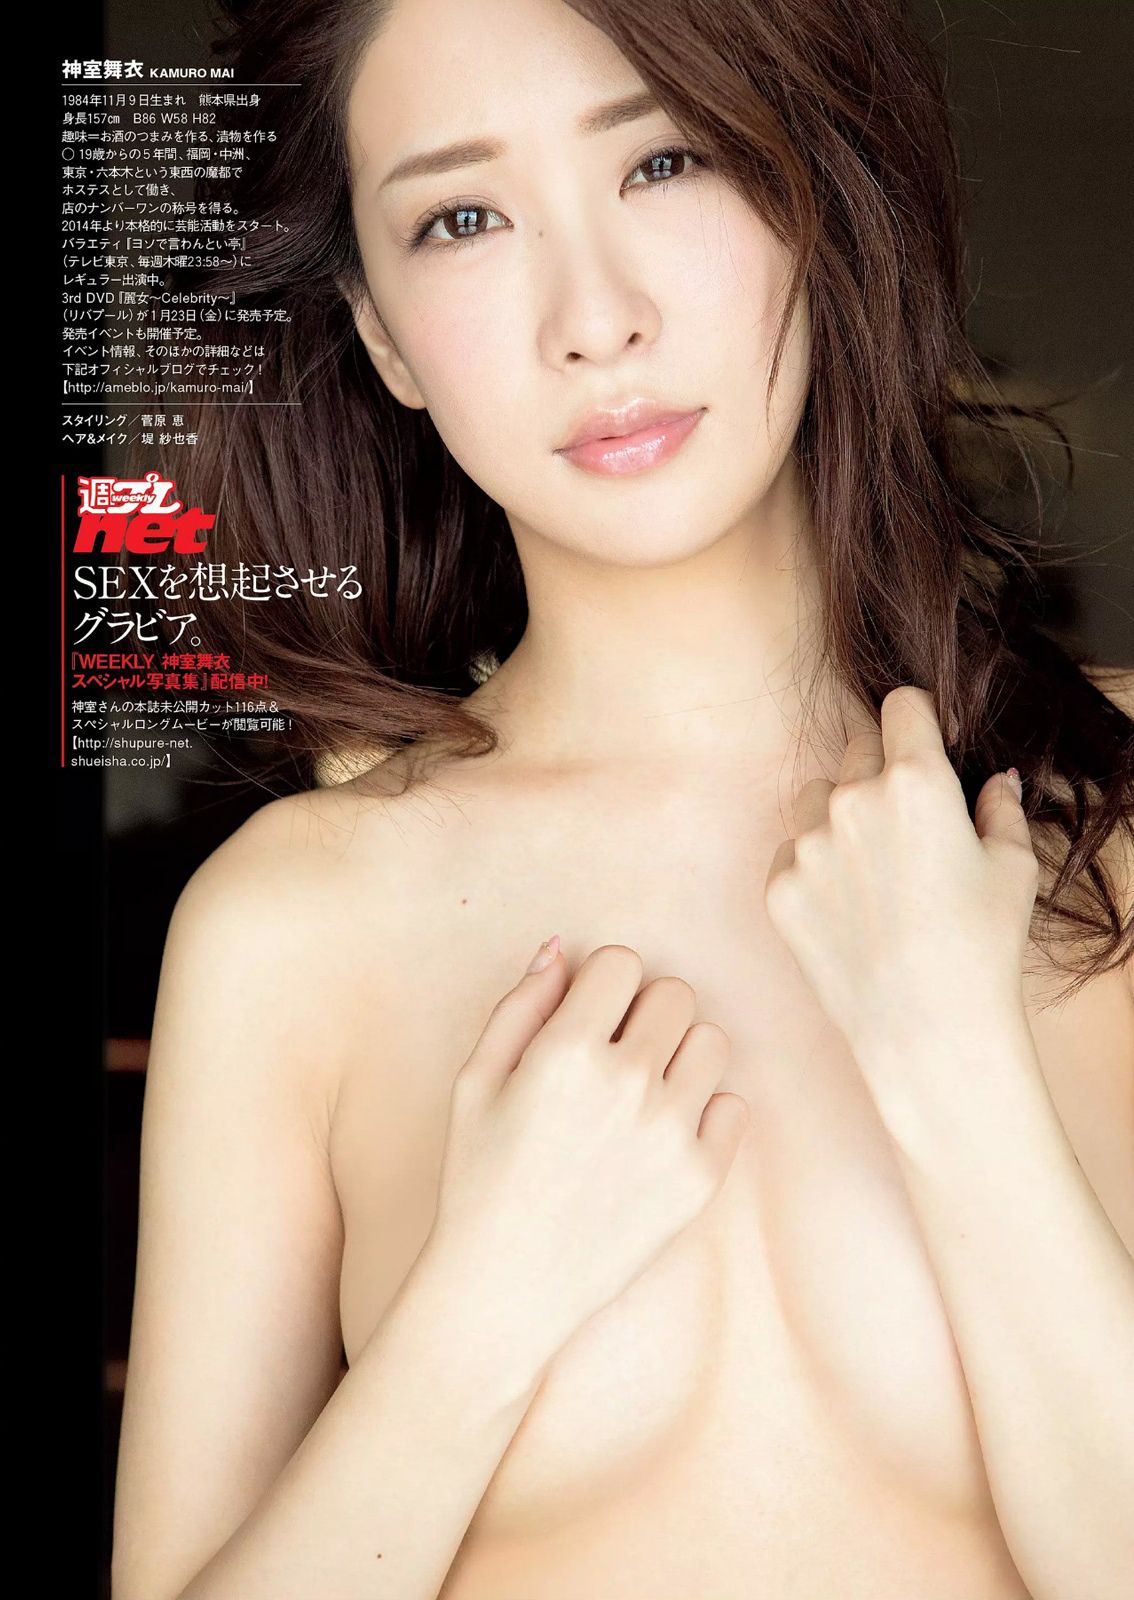 神室舞衣 KAMURO MAI
1984年11月9日生まれ　熊本県出身
身長157㎝　B86 W58 H82
趣味＝お酒のつまみを作る、漬物を作る
○ 19歳からの5年間、福岡・中洲、
東京・六本木という東西の魔都で
ホステスとして働き、
店のナンバーワンの称号を得る。
2014年より本格的に芸能活動をスタート。
バラエティ『ヨソで言わんとい亭』
（テレビ東京、毎週木曜23:58～）に
レギュラー出演中。
3rd DVD『麗女～Celebrity～』
（リバプール）が1月23日（金）に発売予定。
発売イベントも開催予定。
イベント情報、そのほかの詳細などは
下記オフィシャルブログでチェック！
【http://ameblo.jp/kamuro-mai/】
スタイリング／菅原 恵
ヘア&メイク／堤 紗也香
週プレ weekly
net
SEXを想起させる
グラビア。
『WEEKLY 神室舞衣
スペシャル写真集』配信中!
神室さんの本誌未公開カット116点＆
スペシャルロングムービーが閲覧可能！
【http://shupure-net.
shueisha.co.jp/】